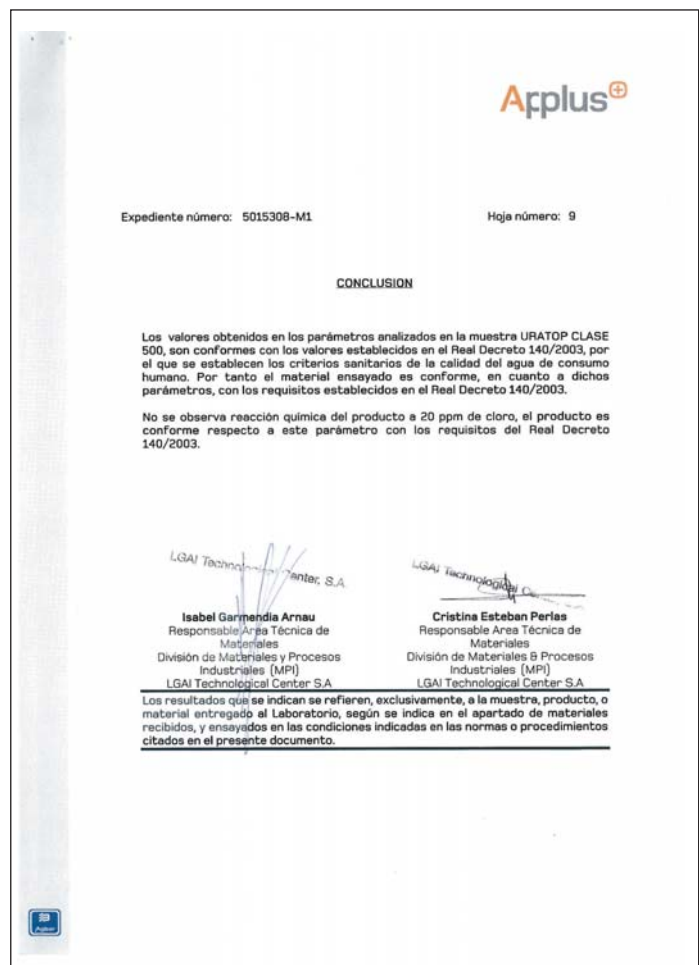 Applus+
Expediente número: 5015308-M1 Hoja número: 9
CONCLUSION
Los valores obtenidos en los parámetros analizados en la muestra URATOP CLASE
500, son conformes con los valores establecidos en el Real Decreto 140/2003, por
el que se establecen los criterios sanitarios de la calidad del agua de consumo
humano. Por tanto el material ensayado es conforme, en cuanto a dichos
parámetros, con los requisitos establecidos en el Real Decreto 140/2003.
No se observa reacción química del producto a 20 ppm de cloro, el producto es
conforme respecto a este parámetro con los requisitos del Real Decreto
140/2003.
LGAI Technological Center, S.A.
Isabel Garmendia Arnau
Responsable Area Técnica de
Materiales
División de Materiales y Procesos
Industriales (MPI)
LGAI Technological Center S.A
LGAI Technological
Cristina Esteban Perlas
Responsable Area Técnica de
Materiales
División de Materiales & Procesos
Industriales (MPI)
LGAI Technological Center S.A
Los resultados que se indican se refieren, exclusivamente, a la muestra, producto, o
material entregado al Laboratorio, según se indica en el apartado de materiales
recibidos, y ensayados en las condiciones indicadas en las normas o procedimientos
citados en el presente documento.
Agbar